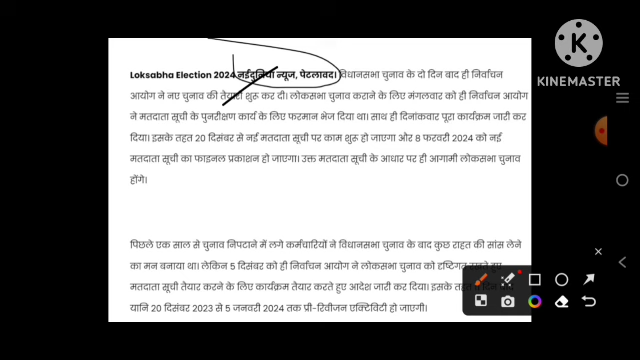 KINEMASTER
Loksabha Election 2024 नईदुनिया न्यूज, पेटलावद। विधानसभा चुनाव के दो दिन बाद ही निर्वाचन
आयोग ने नए चुनाव की तैयारी शुरू कर दी। लोकसभा चुनाव कराने के लिए मंगलवार को ही निर्वाचन आयोग
ने मतदाता सूची के पुनरीक्षण कार्य के लिए फरमान भेज दिया था। साथ ही दिनांकवार पूरा कार्यक्रम जारी कर
दिया। इसके तहत 20 दिसंबर से नई मतदाता सूची पर काम शुरू हो जाएगा और 8 फरवरी 2024 को नई
मतदाता सूची का फाइनल प्रकाशन हो जाएगा। उक्त मतदाता सूची के आधार पर ही आगामी लोकसभा चुनाव
होंगे।
पिछले एक साल से चुनाव निपटाने में लगे कर्मचारियों ने विधानसभा चुनाव के बाद कुछ राहत की सांस लेने
का मन बनाया था। लेकिन 5 दिसंबर को ही निर्वाचन आयोग ने लोकसभा चुनाव को दृष्टिगत रखते हुए
मतदाता सूची तैयार करने के लिए कार्यक्रम तैयार करते हुए आदेश जारी कर दिया। इसके तहत दिन
यानि 20 दिसंबर 2023 से 5 जनवरी 2024 तक प्री-रिवीजन एक्टिविटी हो जाएगी।